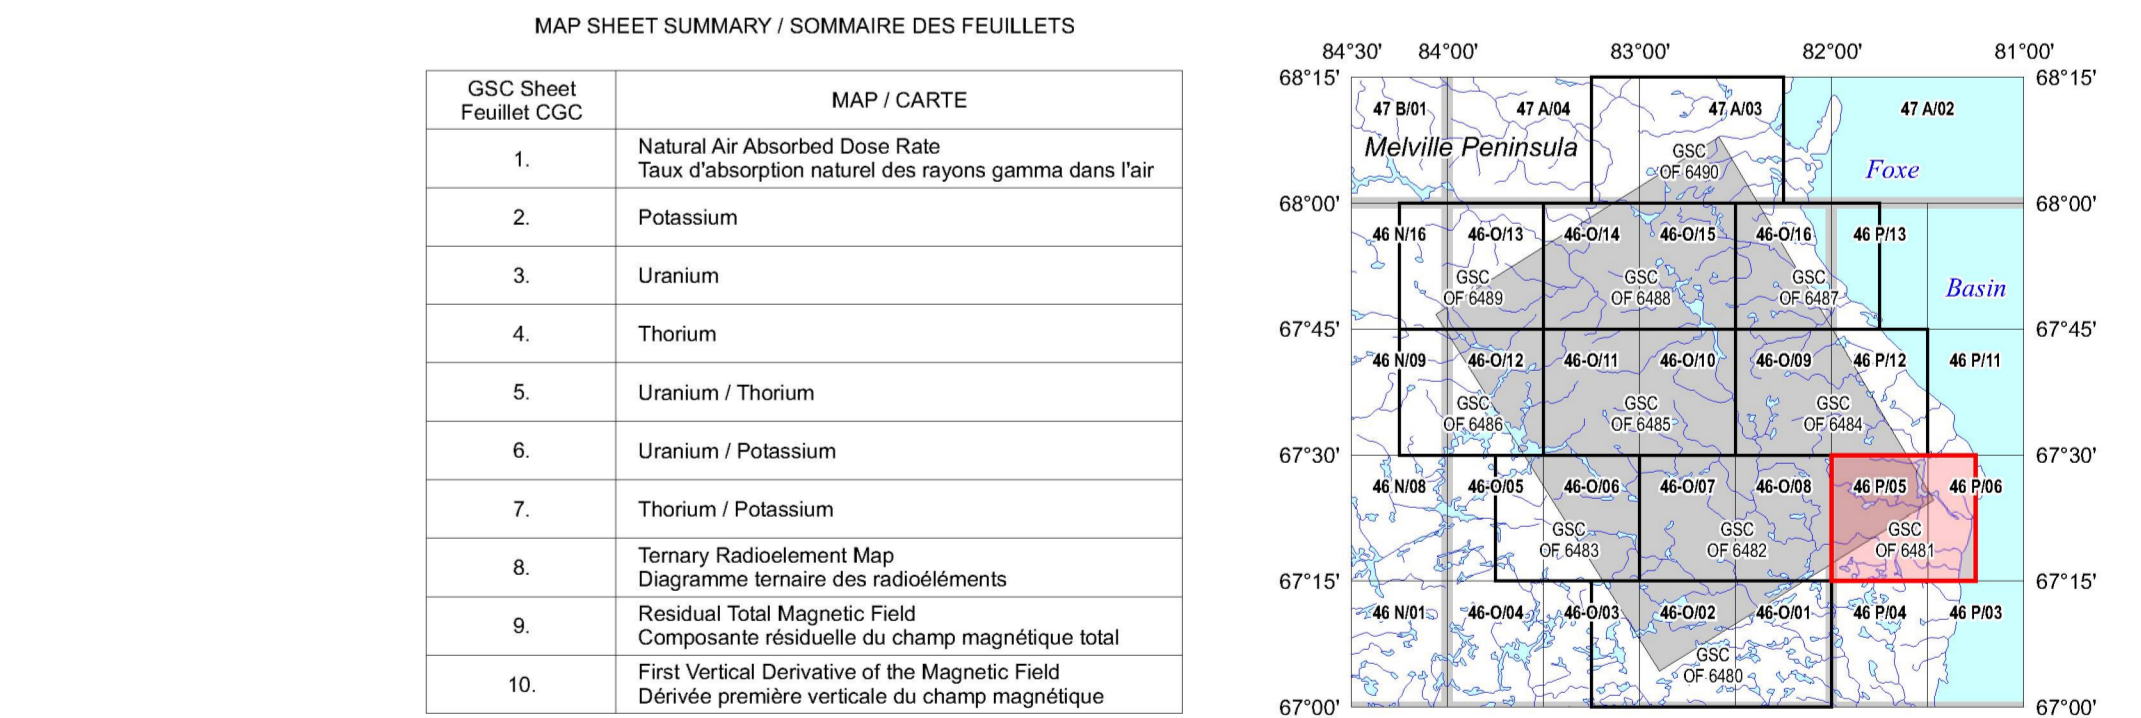 MAP SHEET SUMMARY / SOMMAIRE DES FEUILLETS
GSC Sheet
Feuillet CGC
MAP / CARTE
1.
Natural Air Absorbed Dose Rate
Taux d'absorption naturel des rayons gamma dans l'air
2.
Potassium
3.
Uranium
4.
Thorium
5.
Uranium / Thorium
6.
Uranium / Potassium
7.
Thorium / Potassium
8.
Ternary Radioelement Map
Diagramme ternaire des radioéléments
9.
Residual Total Magnetic Field
Composante résiduelle du champ magnétique total
10.
First Vertical Derivative of the Magnetic Field
Dérivée première verticale du champ magnétique
84°30' 84°00' 83°00' 82°00' 81°00'
68°15' 68°15'
47 B/01 47 A/04 47 A/03 47 A/02
Melville Peninsula
GSC
OF 6490
Foxe
68°00' 68°00'
46 N/16 46-O/13 46-O/14 46-O/15 46-O/16 46 P/13
GSC GSC GSC
OF 6489 OF 6488 OF 6487
Basin
67°45' 67°45'
46 N/09 46-O/12 46-O/11 46-O/10 46-O/09 46 P/12 46 P/11
GSC GSC GSC
OF 6486 OF 6485 OF 6484
67°30' 67°30'
46 N/08 46-O/05 46-O/06 46-O/07 46-O/08 46 P/05 46 P/06
GSC GSC GSC
OF 6483 OF 6482 OF 6481
67°15' 67°15'
46 N/01 46-O/04 46-O/03 46-O/02 46-O/01 46 P/04 46 P/03
GSC
OF 6480
67°00' 67°00'